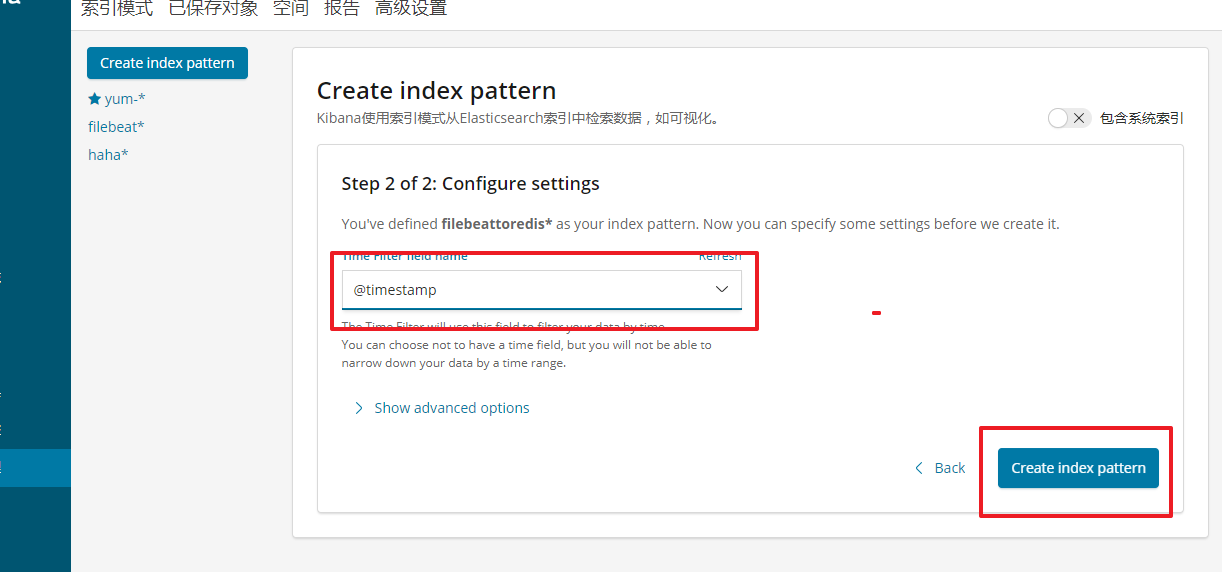 索引模式 已保存对象 空间 报告 高级设置
Create index pattern
yum-*
filebeat*
haha*
Create index pattern
Kibana使用索引模式从Elasticsearch索引中检索数据，如可视化。
包含系统索引
Step 2 of 2: Configure settings
You've defined filebeattoredis* as your index pattern. Now you can specify some settings before we create it.
Time Filter field name
Refresh
@timestamp
The Time Filter will use this field to filter your data by time.
You can choose not to have a time field, but you will not be able to
narrow down your data by a time range.
Show advanced options
Back
Create index pattern